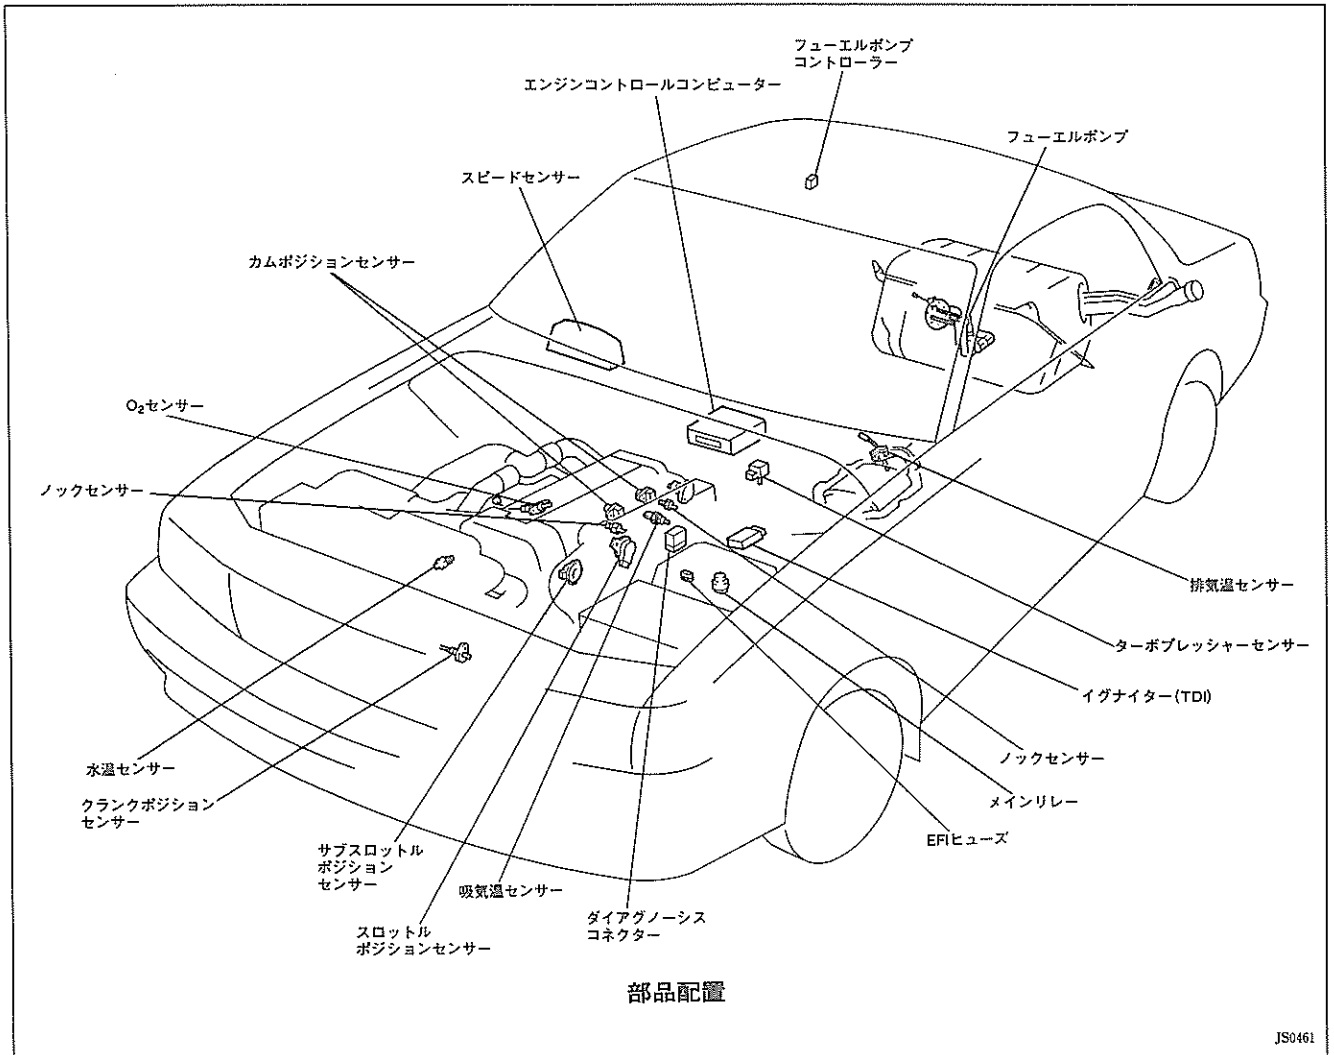 フューエルポンプ
コントローラー
エンジンコントロールコンピューター
フューエルポンプ
スピードセンサー
カムポジションセンサー
O₂センサー
ノックセンサー
排気温センサー
ターボプレッシャーセンサー
イグナイター(TDI)
ノックセンサー
水温センサー
メインリレー
クランクポジション
センサー
EFIヒューズ
サブスロットル
ポジション
センサー
吸気温センサー
ダイアグノーシス
コネクター
スロットル
ポジションセンサー
部品配置
JS0461